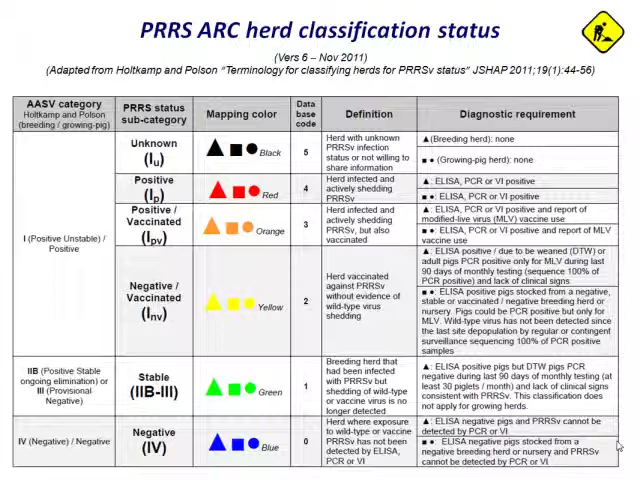 PRRS ARC herd classification status
(Vers 6 – Nov 2011)
(Adapted from Holtkamp and Polson "Terminology for classifying herds for PRRSv status" JSHAP 2011;19(1):44-56)
AASV category
Holtkamp and Polson
(breeding / growing-pig)
PRRS status
sub-category
Mapping color
Data
base
code
Definition
Diagnostic requirement
I (Positive Unstable) /
Positive
Unknown
(Iu)
Black
5
Herd with unknown
PRRSv infection
status or not willing to
share information
▲(Breeding herd): none
■ ● (Growing-pig herd): none
Positive
(Ip)
Red
4
Herd infected and
actively shedding
PRRSv
▲: ELISA, PCR or VI positive
■ ●: ELISA, PCR or VI positive
Positive /
Vaccinated
(Ipv)
Orange
3
Herd infected and
actively shedding
PRRSv, but also
vaccinated
▲: ELISA, PCR or VI positive and report of
modified-live virus (MLV) vaccine use
■ ●: ELISA, PCR or VI positive and report of MLV
vaccine use
Negative /
Vaccinated
(Inv)
Yellow
2
Herd vaccinated
against PRRSv
without evidence of
wild-type virus
shedding
▲: ELISA positive / due to be weaned (DTW) or
adult pigs PCR positive only for MLV during last
90 days of monthly testing (sequence 100% of
PCR positive) and lack of clinical signs
■ ●: ELISA positive pigs stocked from a negative,
stable or vaccinated / negative breeding herd or
nursery. Pigs could be PCR positive but only for
MLV. Wild-type virus has not been detected since
the last site depopulation by regular or contingent
surveillance sequencing 100% of PCR positive
samples
IIB (Positive Stable
ongoing elimination) or
III (Provisional
Negative)
Stable
(IIB-III)
Green
1
Breeding herd that
had been infected
with PRRSv but
shedding of wild-type
or vaccine virus is no
longer detected
▲: ELISA positive pigs but DTW pigs PCR
negative during last 90 days of monthly testing (at
least 30 piglets / month) and lack of clinical signs
consistent with PRRSv. This classification does
not apply for growing herds.
IV (Negative) / Negative
Negative
(IV)
Blue
0
Herd where exposure
to wild-type or vaccine
PRRSv has not been
detected by ELISA,
PCR or VI
▲: ELISA negative pigs and PRRSv cannot be
detected by PCR or VI
■ ●: ELISA negative pigs stocked from a
negative breeding herd or nursery and PRRSv
cannot be detected by PCR or VI